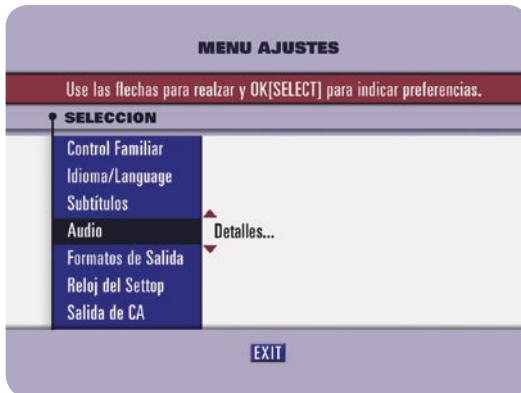 MENU AJUSTES
Use las flechas para realzar y OK[SELECT] para indicar preferencias.
SELECCION
Control Familiar
Idioma/Language
Subtítulos
Audio
Detalles...
Formatos de Salida
Reloj del Settop
Salida de CA
EXIT